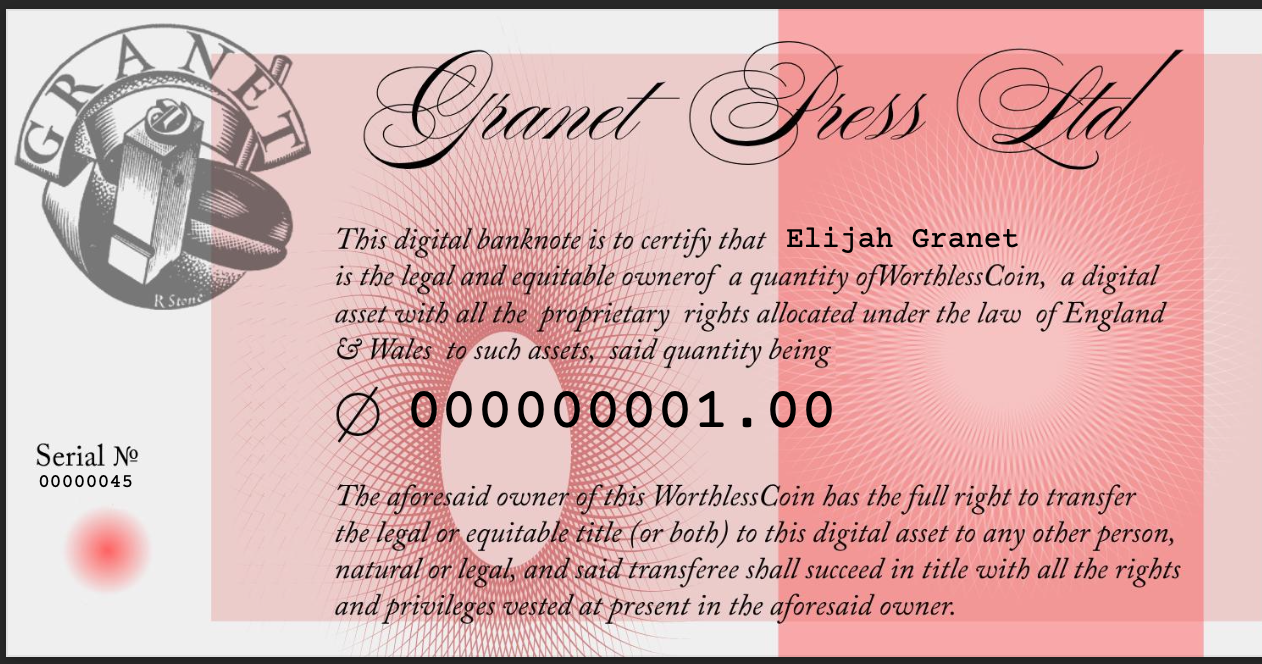 GRANET
R Stone
Granet Press Ltd
This digital banknote is to certify that Elijah Granet
is the legal and equitable ownerof a quantity ofWorthlessCoin, a digital
asset with all the proprietary rights allocated under the law of England
& Wales to such assets, said quantity being
∅ 000000001.00
Serial №
00000045
The aforesaid owner of this WorthlessCoin has the full right to transfer
the legal or equitable title (or both) to this digital asset to any other person,
natural or legal, and said transferee shall succeed in title with all the rights
and privileges vested at present in the aforesaid owner.